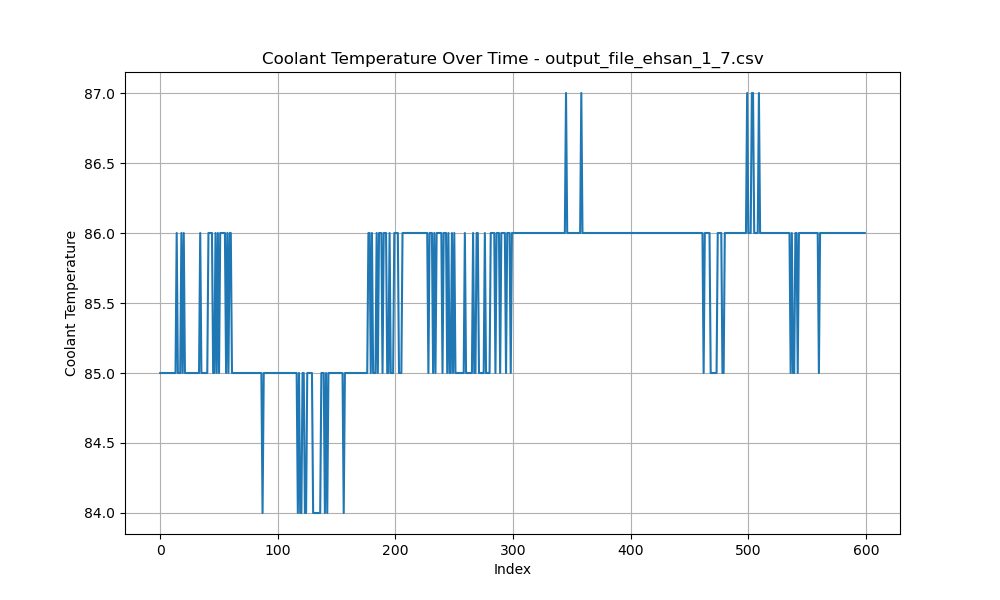 Coolant Temperature Over Time - output_file_ehsan_1_7.csv
87.0
86.5
86.0
85.5
85.0
84.5
84.0
Coolant Temperature
0 100 200 300 400 500 600
Index